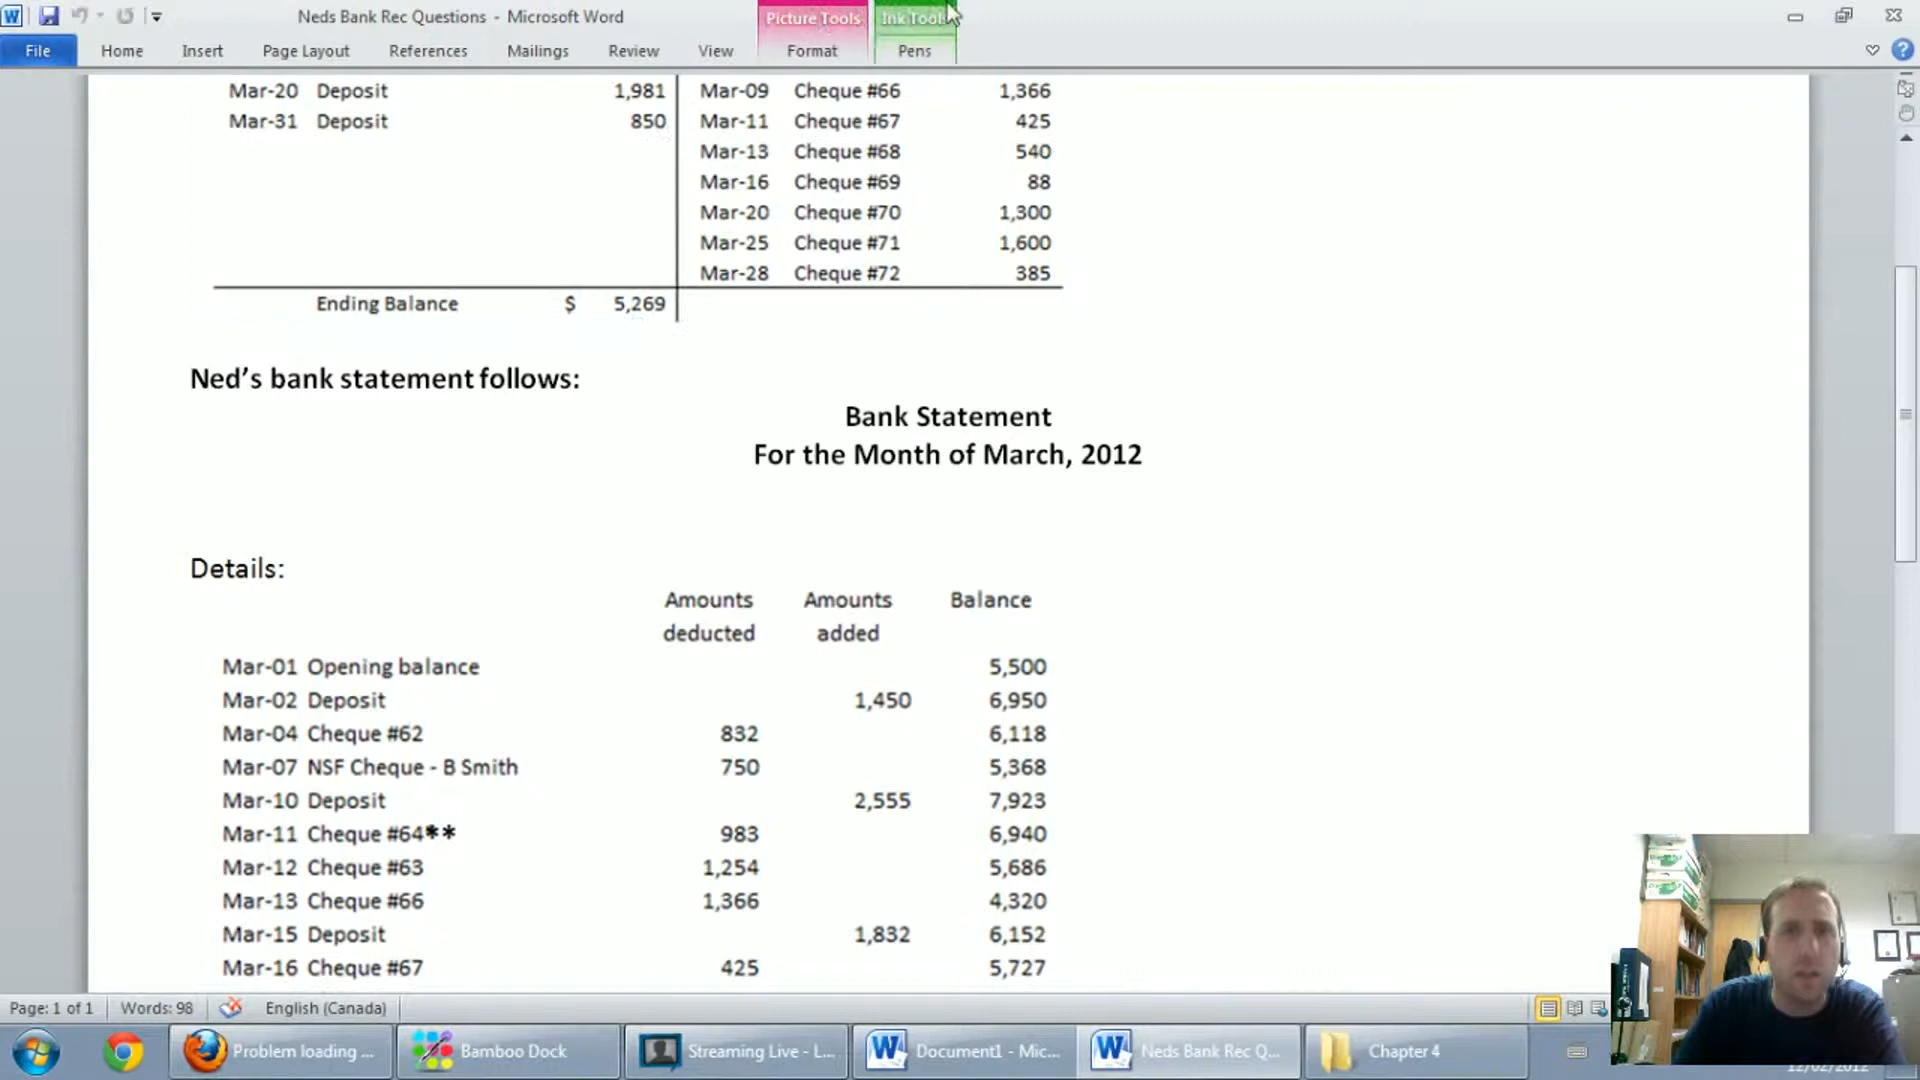 Neds Bank Rec Questions - Microsoft Word
Picture Tools
Ink Tools
File Home Insert Page Layout References Mailings Review View Format Pens
Mar-20 Deposit 1,981 Mar-09 Cheque #66 1,366
Mar-31 Deposit 850 Mar-11 Cheque #67 425
Mar-13 Cheque #68 540
Mar-16 Cheque #69 88
Mar-20 Cheque #70 1,300
Mar-25 Cheque #71 1,600
Mar-28 Cheque #72 385
Ending Balance $ 5,269
Ned’s bank statement follows:
Bank Statement
For the Month of March, 2012
Details:
Amounts Amounts Balance
deducted added
Mar-01 Opening balance 5,500
Mar-02 Deposit 1,450 6,950
Mar-04 Cheque #62 832 6,118
Mar-07 NSF Cheque - B Smith 750 5,368
Mar-10 Deposit 2,555 7,923
Mar-11 Cheque #64** 983 6,940
Mar-12 Cheque #63 1,254 5,686
Mar-13 Cheque #66 1,366 4,320
Mar-15 Deposit 1,832 6,152
Mar-16 Cheque #67 425 5,727
Page: 1 of 1 Words: 98 English (Canada)
Problem loading ... Bamboo Dock Streaming Live - L... Document1 - Mic... Neds Bank Rec Q... Chapter 4
12/02/2012